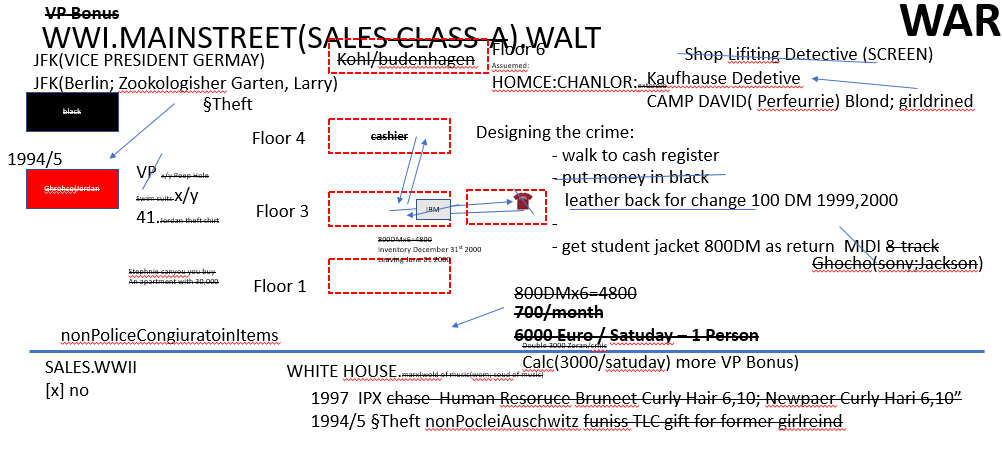 VP Bonus
WAR
WWI.MAINSTREET(SALES CLASS A).WALT
Floor 6
JFK(VICE PRESIDENT GERMAY)
Kohl/budenhagen
Shop Lifiting Detective (SCREEN)
Assuemed:
JFK(Berlin; Zookologisher Garten, Larry)
HOMCE:CHANLOR:
Kaufhause Dedetive
black
§Theft
CAMP DAVID( Perfeurrie) Blond; girldrined
Floor 4
cashier
Designing the crime:
1994/5
- walk to cash register
VP x/y Peep Hole
- put money in black
Ghrohco/Jordan
Swim suits x/y
leather back for change 100 DM 1999,2000
Floor 3
IBM
41. Jordan theft shirt
-
800DMx6=4800
- get student jacket 800DM as return MIDI 8 track
Inventory December 31st 2000
Leaving June 01 2000
Ghocho(sony;Jackson)
Stephnie canyou you buy
An apartment with 30,000
Floor 1
800DMx6=4800
700/month
nonPoliceCongiuratoinItems
6000 Euro / Satuday – 1 Person
Double 3000 Zoran/chris
SALES.WWII
Calc(3000/satuday) more VP Bonus)
WHITE HOUSE.marx(wold of music(wom; soud of music)
[x] no
1997 IPX chase Human Resoruce Bruneet Curly Hair 6,10; Newpaer Curly Hari 6,10”
1994/5 §Theft nonPocleiAuschwitz funiss TLC gift for former girlreind